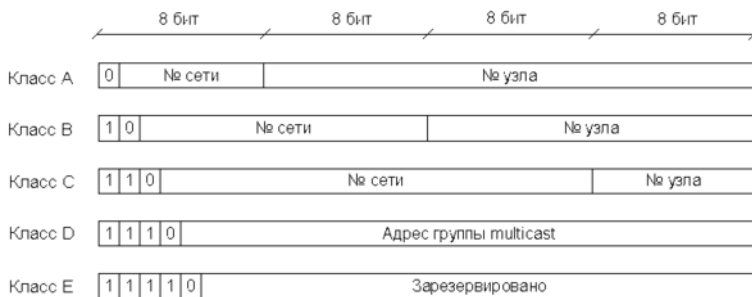 8 бит 8 бит 8 бит 8 бит
Класс A 0 № сети № узла
Класс B 1 0 № сети № узла
Класс C 1 1 0 № сети № узла
Класс D 1 1 1 0 Адрес группы multicast
Класс E 1 1 1 1 0 Зарезервировано